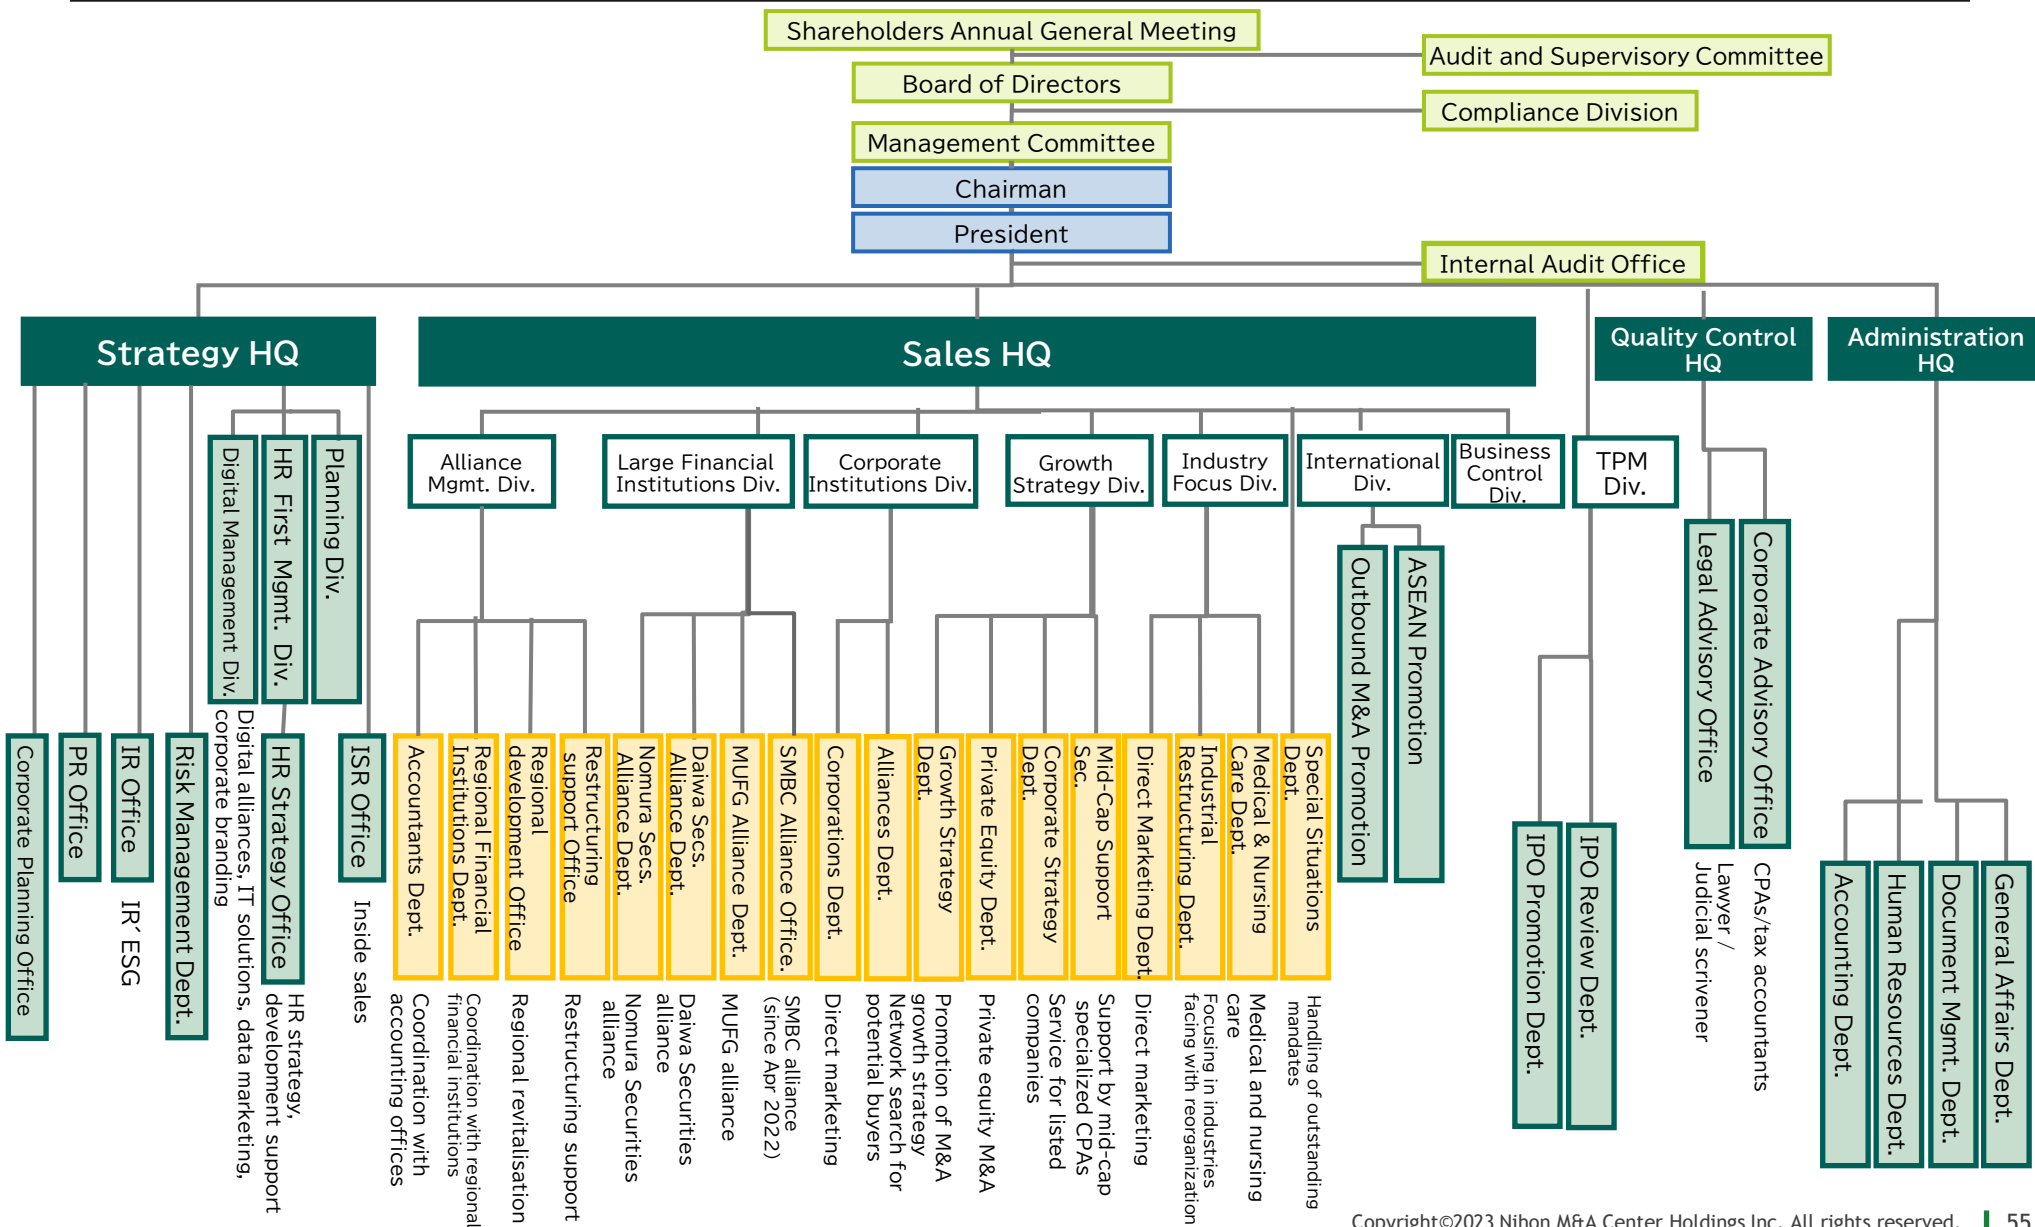 Shareholders Annual General Meeting
Audit and Supervisory Committee
Board of Directors
Compliance Division
Management Committee
Chairman
President
Internal Audit Office
Strategy HQ
Sales HQ
Quality Control
HQ
Administration
HQ
Digital Management Div.
HR First Mgmt. Div.
Planning Div.
Alliance
Mgmt. Div.
Large Financial
Institutions Div.
Corporate
Institutions Div.
Growth
Strategy Div.
Industry
Focus Div.
International
Div.
Business
Control
Div.
TPM
Div.
Outbound M&A Promotion
ASEAN Promotion
Legal Advisory Office
Corporate Advisory Office
Digital alliances, IT solutions, data marketing,
corporate branding
Corporate Planning Office
PR Office
IR Office
IR´ESG
Risk Management Dept.
HR Strategy Office
HR strategy,
development support
ISR Office
Inside sales
Accountants Dept.
Regional Financial
Institutions Dept.
Regional
development Office
Restructuring
support Office
Nomura Secs.
Alliance Dept.
Daiwa Secs.
Alliance Dept.
MUFG Alliance Dept.
SMBC Alliance Office.
Corporations Dept.
Alliances Dept.
Growth Strategy
Dept.
Private Equity Dept.
Corporate Strategy
Dept.
Mid-Cap Support
Sec.
Direct Marketing Dept.
Industrial
Restructuring Dept.
Medical & Nursing
Care Dept.
Special Situations
Dept.
Coordination with
accounting offices
Coordination with regional
financial institutions
Regional revitalisation
Restructuring support
Nomura Securities
alliance
Daiwa Securities
alliance
MUFG alliance
SMBC alliance
(since Apr 2022)
Direct marketing
Network search for
potential buyers
Promotion of M&A
growth strategy
Private equity M&A
Service for listed
companies
Support by mid-cap
specialized CPAs
Direct marketing
Focusing in industries
facing with reorganization
Medical and nursing
care
Handling of outstanding
mandates
IPO Promotion Dept.
IPO Review Dept.
Lawyer /
Judicial scrivener
CPAs/tax accountants
Accounting Dept.
Human Resources Dept.
Document Mgmt. Dept.
General Affairs Dept.
Copyright©2023 Nihon M&A Center Holdings Inc. All rights reserved.
55